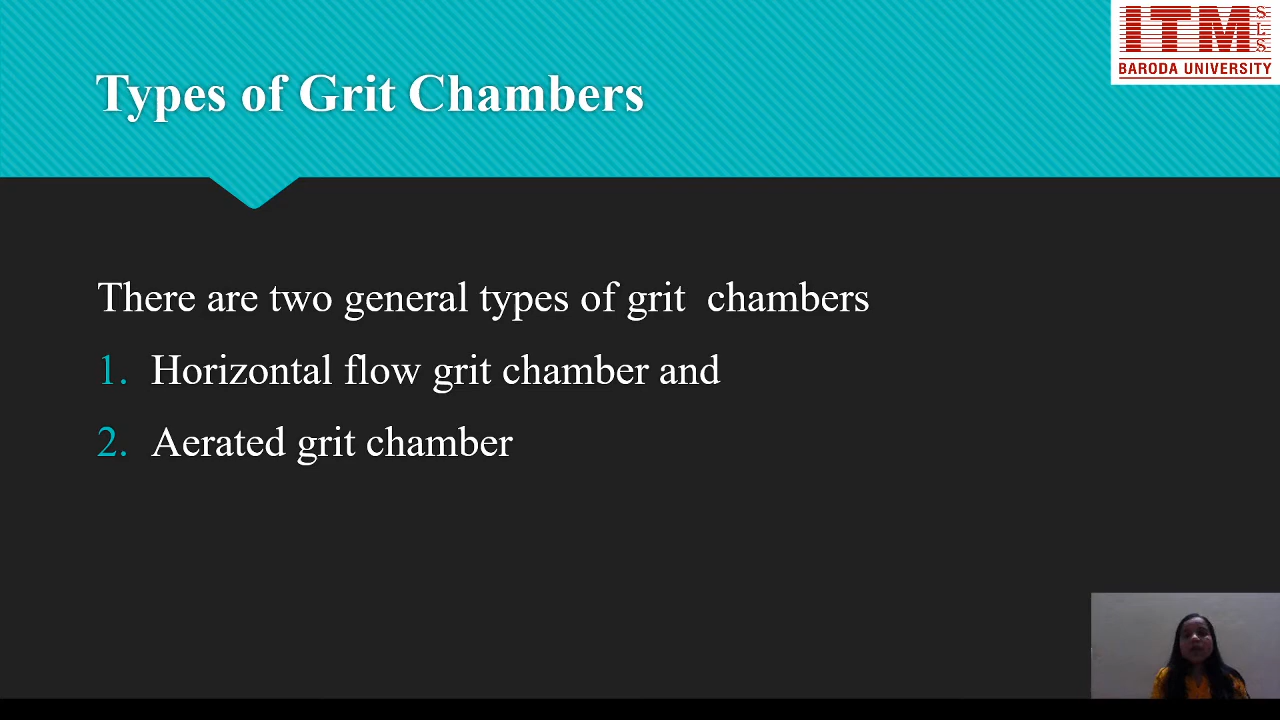 ITM SLS
BARODA UNIVERSITY
Types of Grit Chambers
There are two general types of grit chambers
1. Horizontal flow grit chamber and
2. Aerated grit chamber